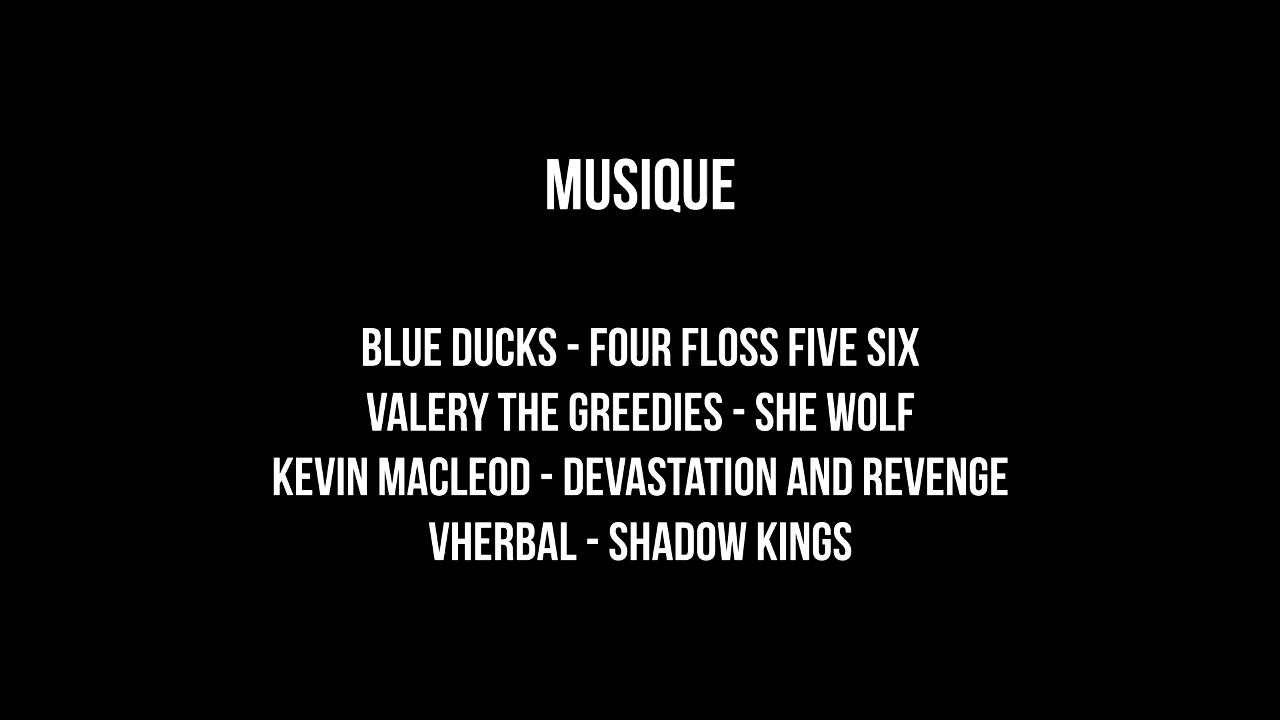 MUSIQUE
BLUE DUCKS - FOUR FLOSS FIVE SIX
VALERY THE GREEDIES - SHE WOLF
KEVIN MACLEOD - DEVASTATION AND REVENGE
VHERBAL - SHADOW KINGS